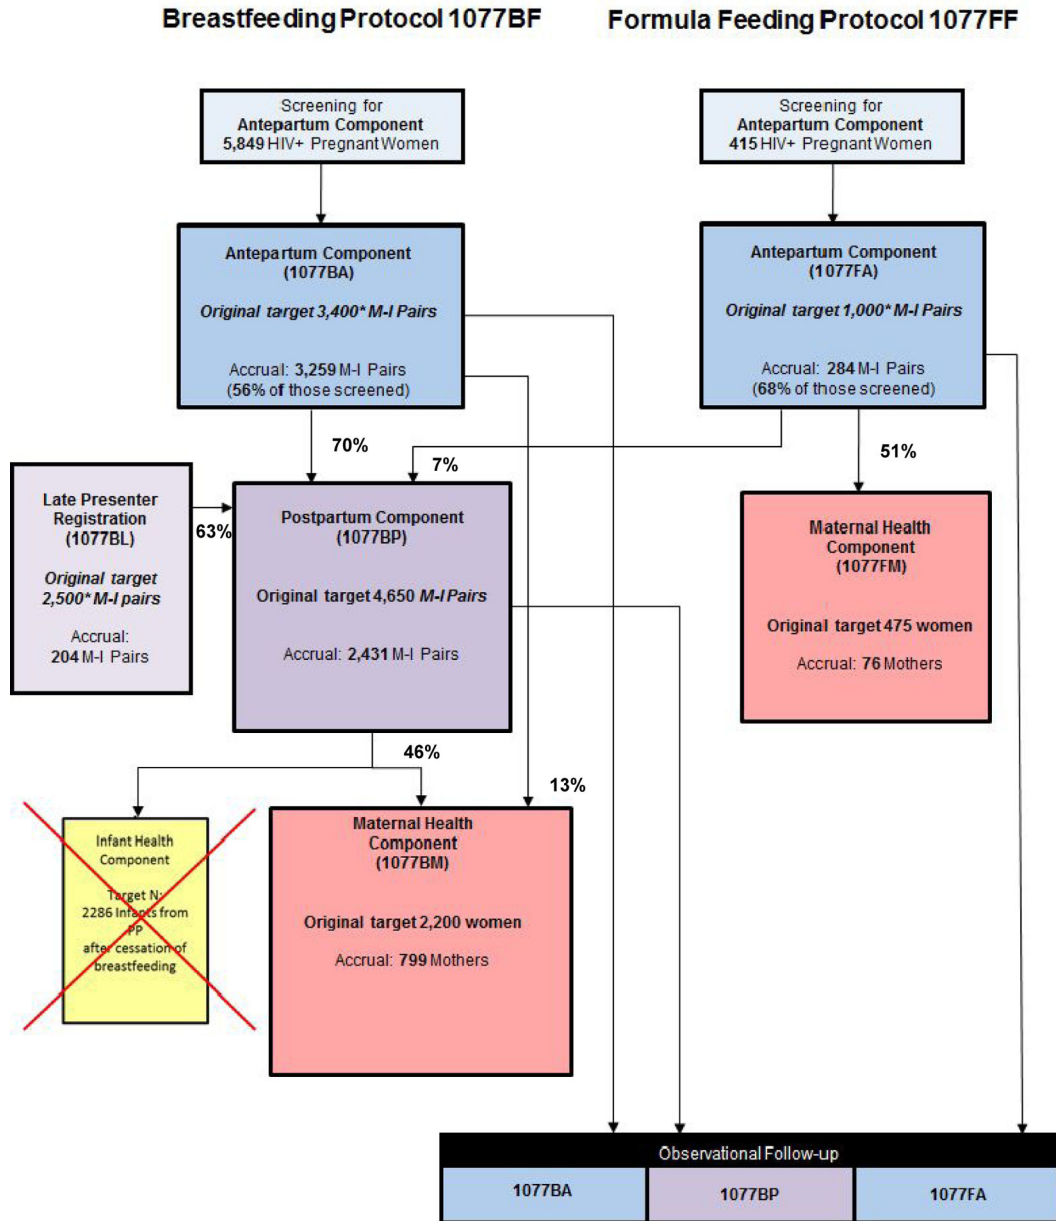 Breastfeeding Protocol 1077BF
Formula Feeding Protocol 1077FF
Screening for
Antepartum Component
5,849 HIV+ Pregnant Women
Screening for
Antepartum Component
415 HIV+ Pregnant Women
Antepartum Component
(1077BA)
Original target 3,400* M-I Pairs
Accrual: 3,259 M-I Pairs
(56% of those screened)
Antepartum Component
(1077FA)
Original target 1,000* M-I Pairs
Accrual: 284 M-I Pairs
(68% of those screened)
70%
7%
51%
Late Presenter
Registration
(1077BL)
Original target
2,500* M-I pairs
Accrual:
204 M-I Pairs
63%
Postpartum Component
(1077BP)
Original target 4,650 M-I Pairs
Accrual: 2,431 M-I Pairs
Maternal Health
Component
(1077FM)
Original target 475 women
Accrual: 76 Mothers
46%
13%
Infant Health
Component
Target N:
2286 Infants from
PP
after cessation of
breastfeeding
Maternal Health
Component
(1077BM)
Original target 2,200 women
Accrual: 799 Mothers
Observational Follow-up
1077BA
1077BP
1077FA